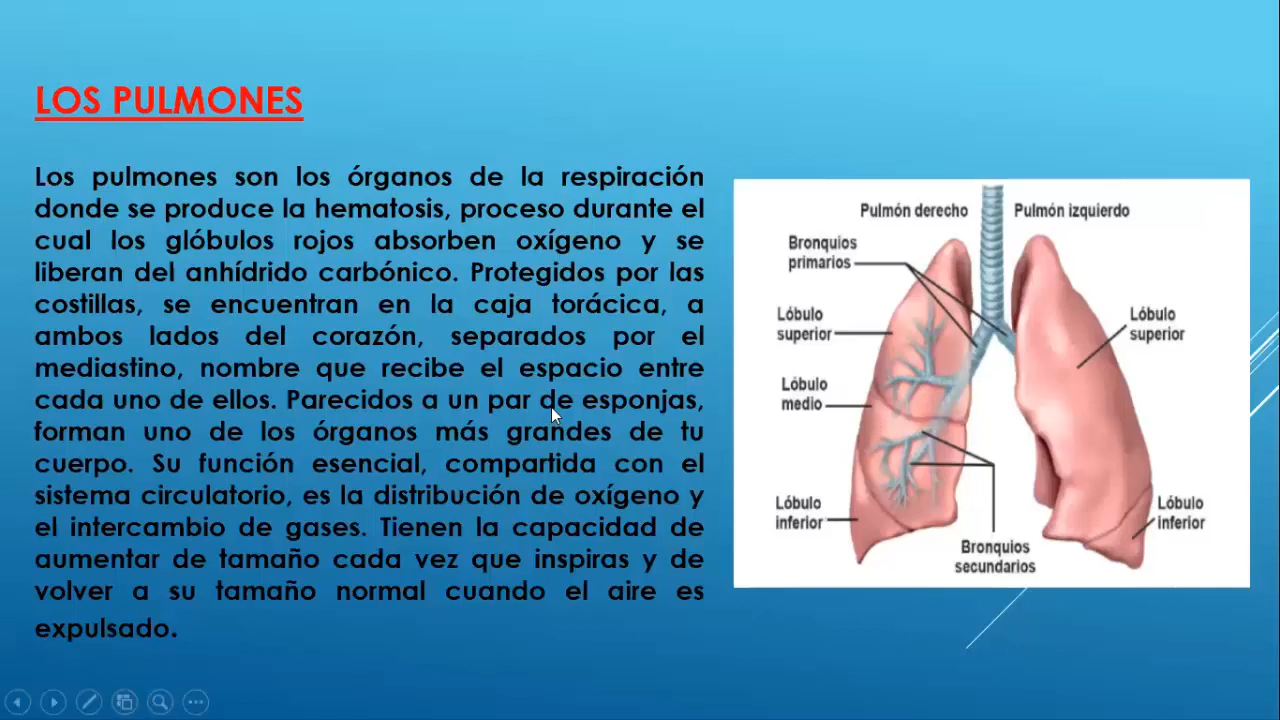 LOS PULMONES
Los pulmones son los órganos de la respiración
donde se produce la hematosis, proceso durante el
cual los glóbulos rojos absorben oxígeno y se
liberan del anhídrido carbónico. Protegidos por las
costillas, se encuentran en la caja torácica, a
ambos lados del corazón, separados por el
mediastino, nombre que recibe el espacio entre
cada uno de ellos. Parecidos a un par de esponjas,
forman uno de los órganos más grandes de tu
cuerpo. Su función esencial, compartida con el
sistema circulatorio, es la distribución de oxígeno y
el intercambio de gases. Tienen la capacidad de
aumentar de tamaño cada vez que inspiras y de
volver a su tamaño normal cuando el aire es
expulsado.
Pulmón derecho
Pulmón izquierdo
Bronquios
primarios
Lóbulo
superior
Lóbulo
superior
Lóbulo
medio
Lóbulo
inferior
Lóbulo
inferior
Bronquios
secundarios